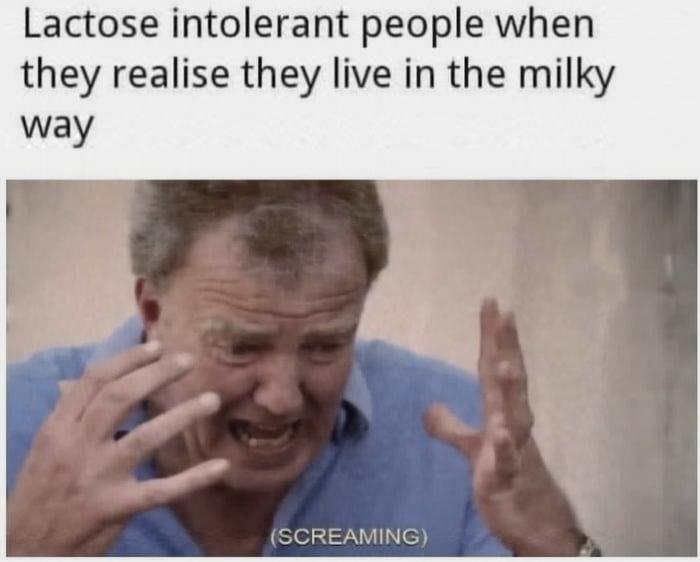 Lactose intolerant people when
they realise they live in the milky
way
(SCREAMING)